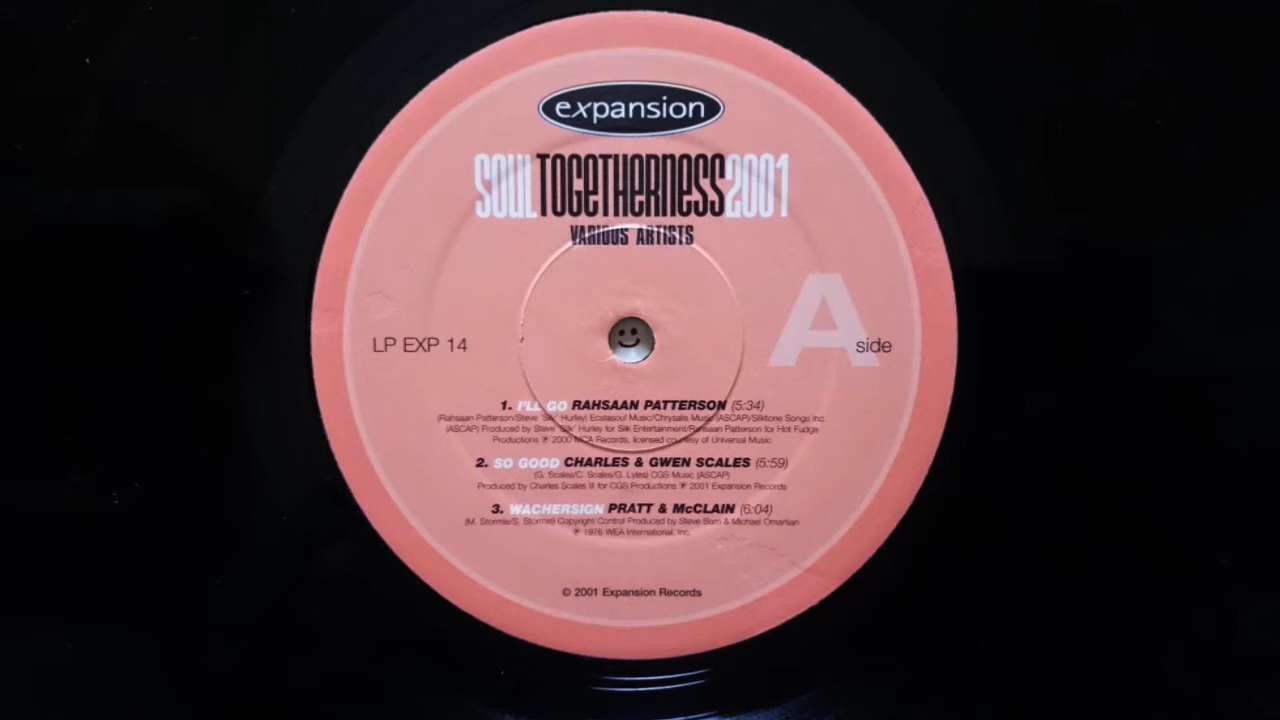 expansion
SOULTOGETHERNESS2001
VARIOUS ARTISTS
A
LP EXP 14
side
1. I'LL GO RAHSAAN PATTERSON (5:34)
(Rahsaan Patterson/Steve 'Silk' Hurley) Ecstasoul Music/Chrysalis Music (ASCAP)/Silktone Songs Inc.
(ASCAP) Produced by Steve 'Silk' Hurley for Silk Entertainment/Rahsaan Patterson for Hot Fudge
Productions ℗ 2000 MCA Records, licensed courtesy of Universal Music
2. SO GOOD CHARLES & GWEN SCALES (5:59)
(G. Scales/C. Scales/G. Lyles) CGS Music (ASCAP)
Produced by Charles Scales III for CGS Productions ℗ 2001 Expansion Records
3. WACHERSIGN PRATT & McCLAIN (6:04)
(M. Stormie/S. Stormie) Copyright Control Produced by Steve Barri & Michael Omartian
℗ 1976 WEA International, Inc.
© 2001 Expansion Records